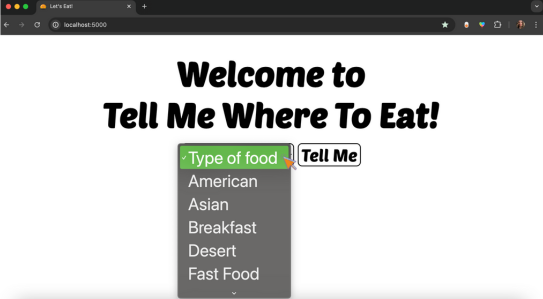 Let's Eat!
localhost:5000
Welcome to
Tell Me Where To Eat!
Type of food
Tell Me
American
Asian
Breakfast
Desert
Fast Food